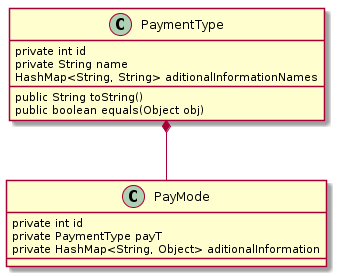 C PaymentType
private int id
private String name
HashMap<String, String> aditionalInformationNames
public String toString()
public boolean equals(Object obj)
C PayMode
private int id
private PaymentType payT
private HashMap<String, Object> aditionalInformation